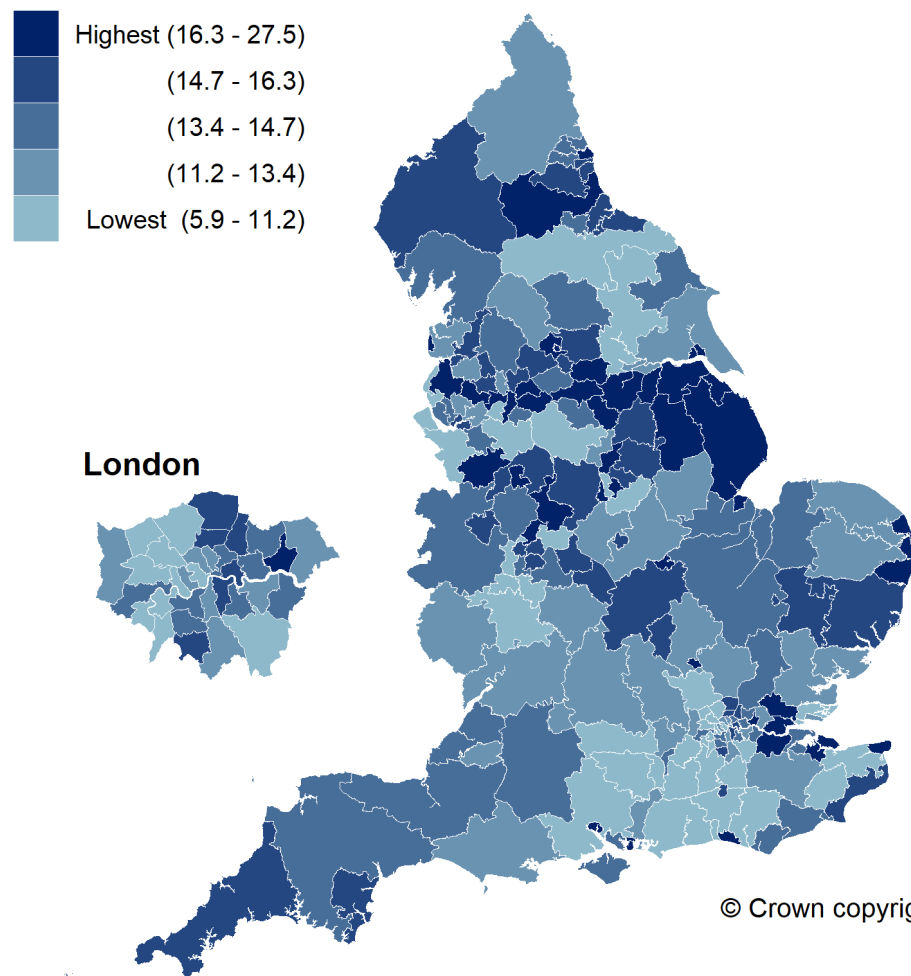 Highest (16.3 - 27.5)
(14.7 - 16.3)
(13.4 - 14.7)
(11.2 - 13.4)
Lowest (5.9 - 11.2)
London
© Crown copyrig